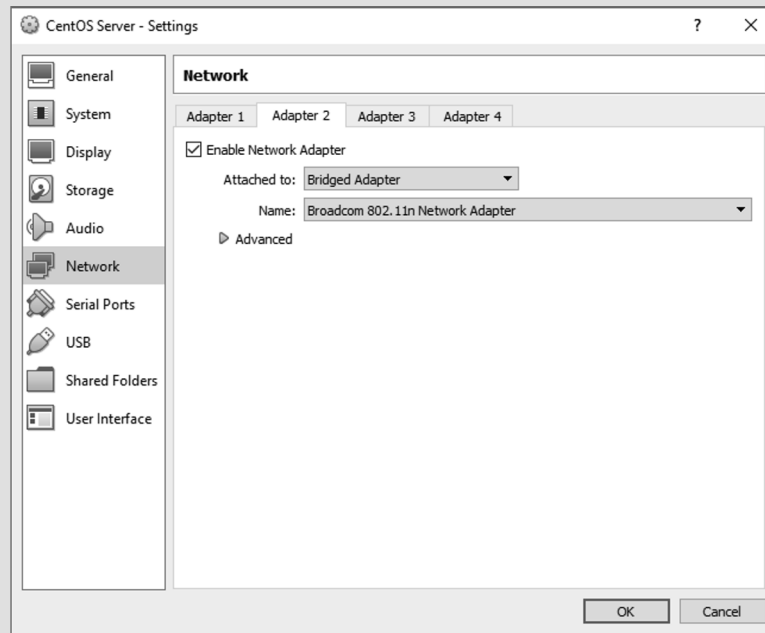 CentOS Server - Settings ?
General
System
Display
Storage
Audio
Network
Serial Ports
USB
Shared Folders
User Interface
Network
Adapter 1 Adapter 2 Adapter 3 Adapter 4
Enable Network Adapter
Attached to: Bridged Adapter
Name: Broadcom 802.11n Network Adapter
Advanced
OK Cancel